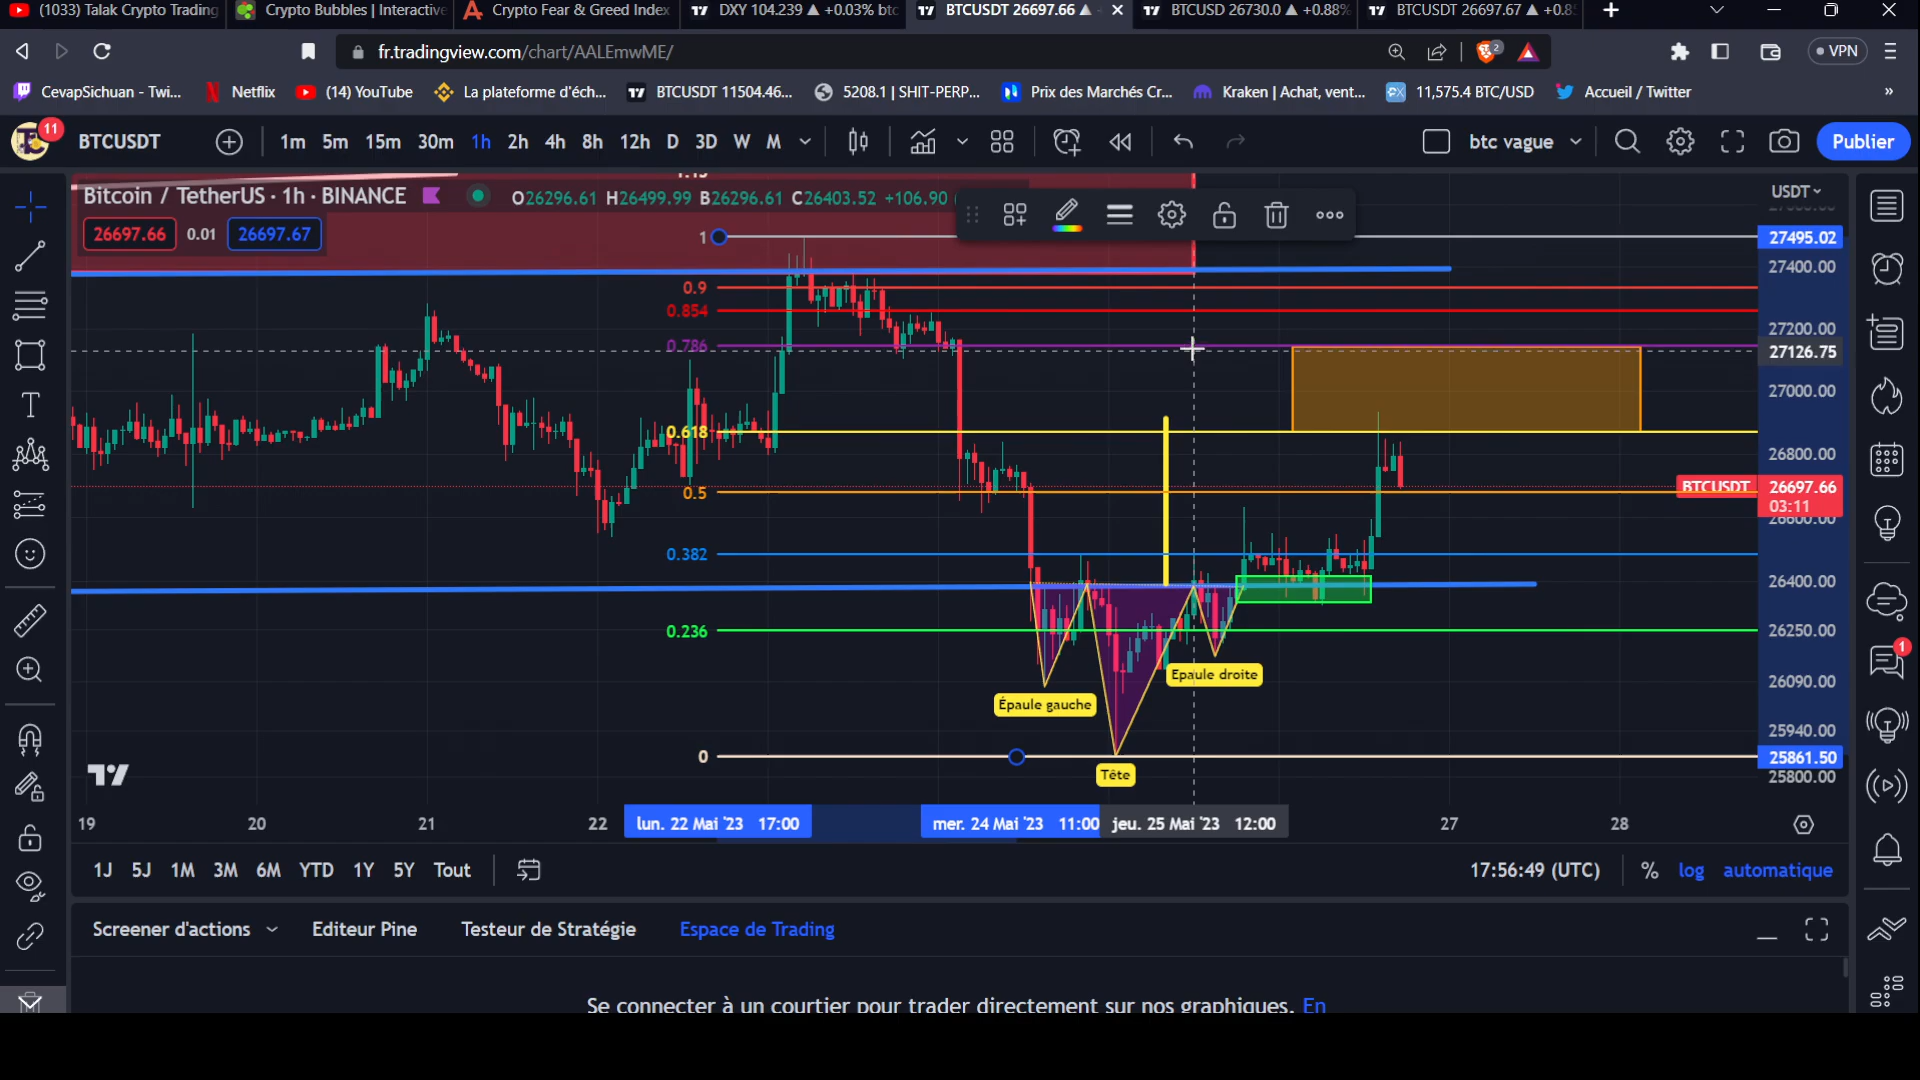 (1033) Talak Crypto Trading
Crypto Bubbles | Interactive
Crypto Fear & Greed Index
DXY 104.239 ▲ +0.03% btc
BTCUSDT 26697.66 ▲
BTCUSD 26730.0 ▲ +0.88%
BTCUSDT 26697.67 ▲ +0.8
fr.tradingview.com/chart/AALEmwME/
2
VPN
CevapSichuan - Twi...
Netflix
(14) YouTube
La plateforme d'éch...
BTCUSDT 11504.46...
5208.1 | SHIT-PERP...
Prix des Marchés Cr...
Kraken | Achat, vent...
11,575.4 BTC/USD
Accueil / Twitter
»
11
BTCUSDT
1m 5m 15m 30m 1h 2h 4h 8h 12h D 3D W M
btc vague
Publier
Bitcoin / TetherUS · 1h · BINANCE
O26296.61 H26499.99 B26296.61 C26403.52 +106.90
USDT
26697.66 0.01 26697.67
1
27495.02
27400.00
0.9
0.854
27200.00
0.786
27126.75
27000.00
0.618
26800.00
0.5
BTCUSDT 26697.66
03:11
26600.00
0.382
26400.00
0.236
26250.00
Epaule droite
26090.00
Épaule gauche
25940.00
0
25861.50
Tête
25800.00
19 20 21 22 lun. 22 Mai '23 17:00 mer. 24 Mai '23 11:00 jeu. 25 Mai '23 12:00 27 28
1
1J 5J 1M 3M 6M YTD 1Y 5Y Tout
17:56:49 (UTC) % log automatique
Screener d'actions Editeur Pine Testeur de Stratégie Espace de Trading
Se connecter à un courtier pour trader directement sur nos graphiques. En